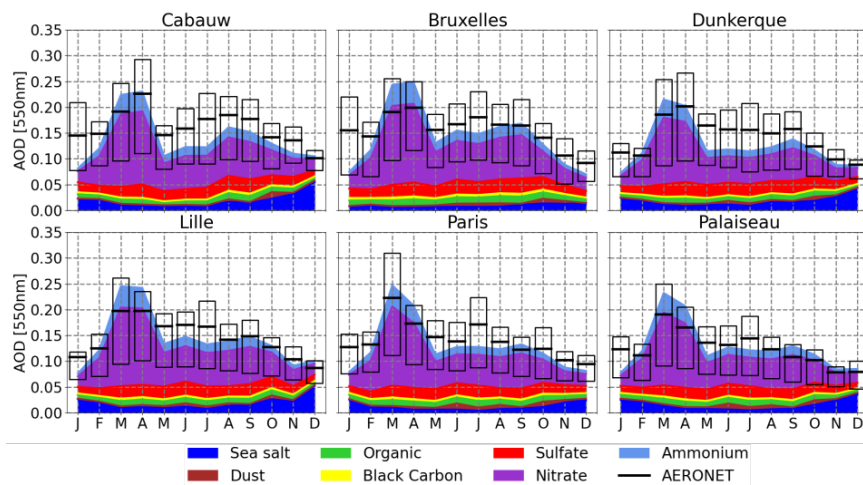 Cabauw Bruxelles Dunkerque
AOD [550nm]
0.35
0.30
0.25
0.20
0.15
0.10
0.05
0.00
Lille Paris Palaiseau
AOD [550nm]
0.35
0.30
0.25
0.20
0.15
0.10
0.05
0.00
J F M A M J J A S O N D J F M A M J J A S O N D J F M A M J J A S O N D
Sea salt Organic Sulfate Ammonium
Dust Black Carbon Nitrate AERONET